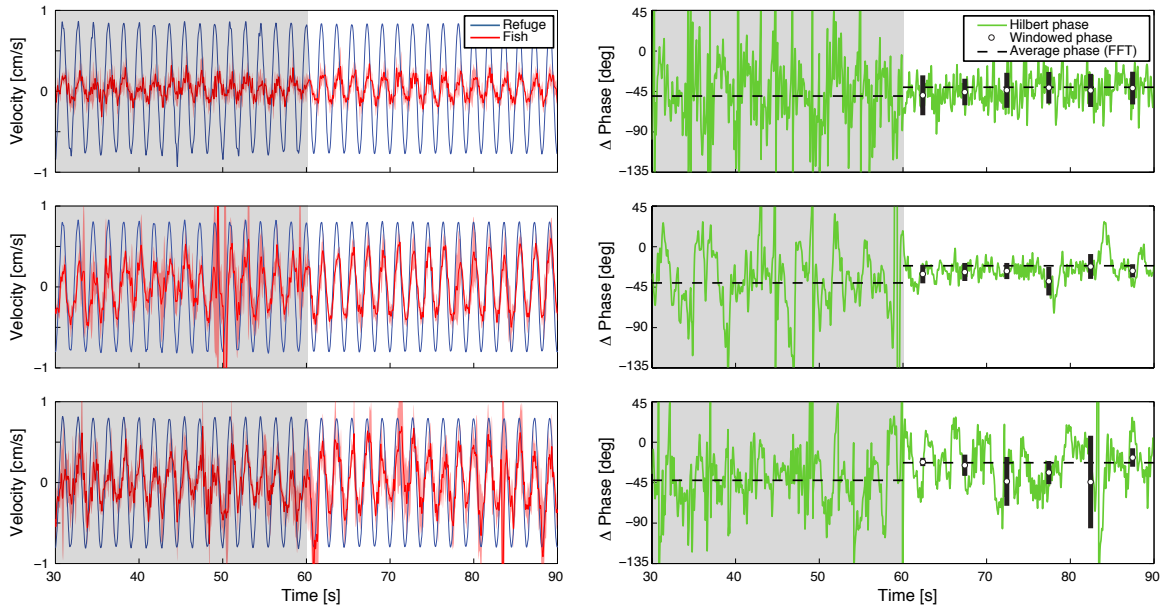 1
0
−1
Velocity [cm/s]
Refuge
Fish
45
0
−45
−90
−135
Δ Phase [deg]
Hilbert phase
Windowed phase
Average phase (FFT)
1
0
−1
Velocity [cm/s]
45
0
−45
−90
−135
Δ Phase [deg]
1
0
−1
Velocity [cm/s]
30 40 50 60 70 80 90
Time [s]
45
0
−45
−90
−135
Δ Phase [deg]
30 40 50 60 70 80 90
Time [s]